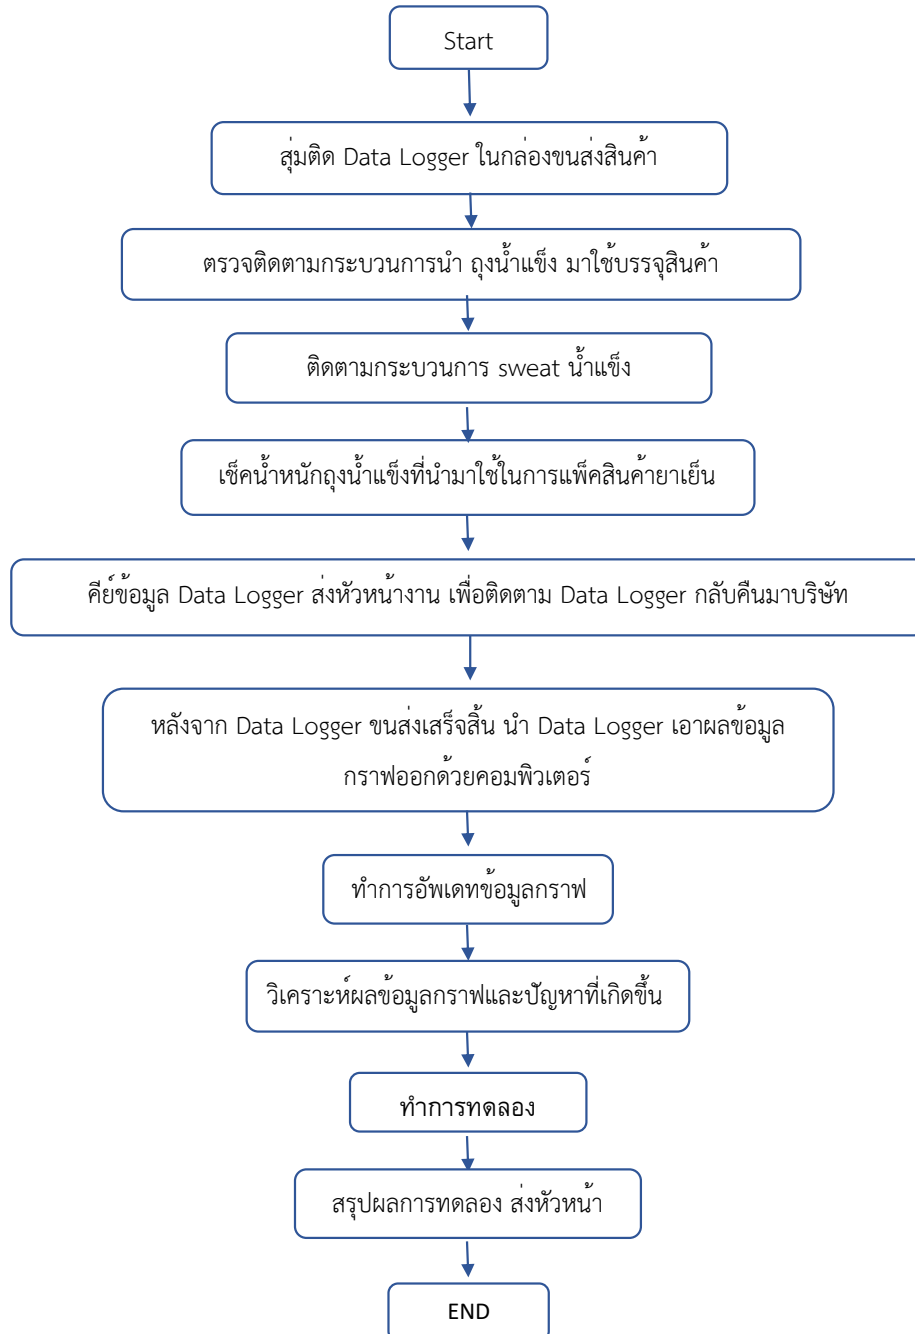 Start
สุ่มติด Data Logger ในกล่องขนส่งสินค้า
ตรวจติดตามกระบวนการนำ ถุงน้ำแข็ง มาใช้บรรจุสินค้า
ติดตามกระบวนการ sweat น้ำแข็ง
เช็คน้ำหนักถุงน้ำแข็งที่นำมาใช้ในการแพ็คสินค้ายาเย็น
คีย์ข้อมูล Data Logger ส่งหัวหน้างาน เพื่อติดตาม Data Logger กลับคืนมาบริษัท
หลังจาก Data Logger ขนส่งเสร็จสิ้น นำ Data Logger เอาผลข้อมูล
กราฟออกด้วยคอมพิวเตอร์
ทำการอัพเดทข้อมูลกราฟ
วิเคราะห์ผลข้อมูลกราฟและปัญหาที่เกิดขึ้น
ทำการทดลอง
สรุปผลการทดลอง ส่งหัวหน้า
END